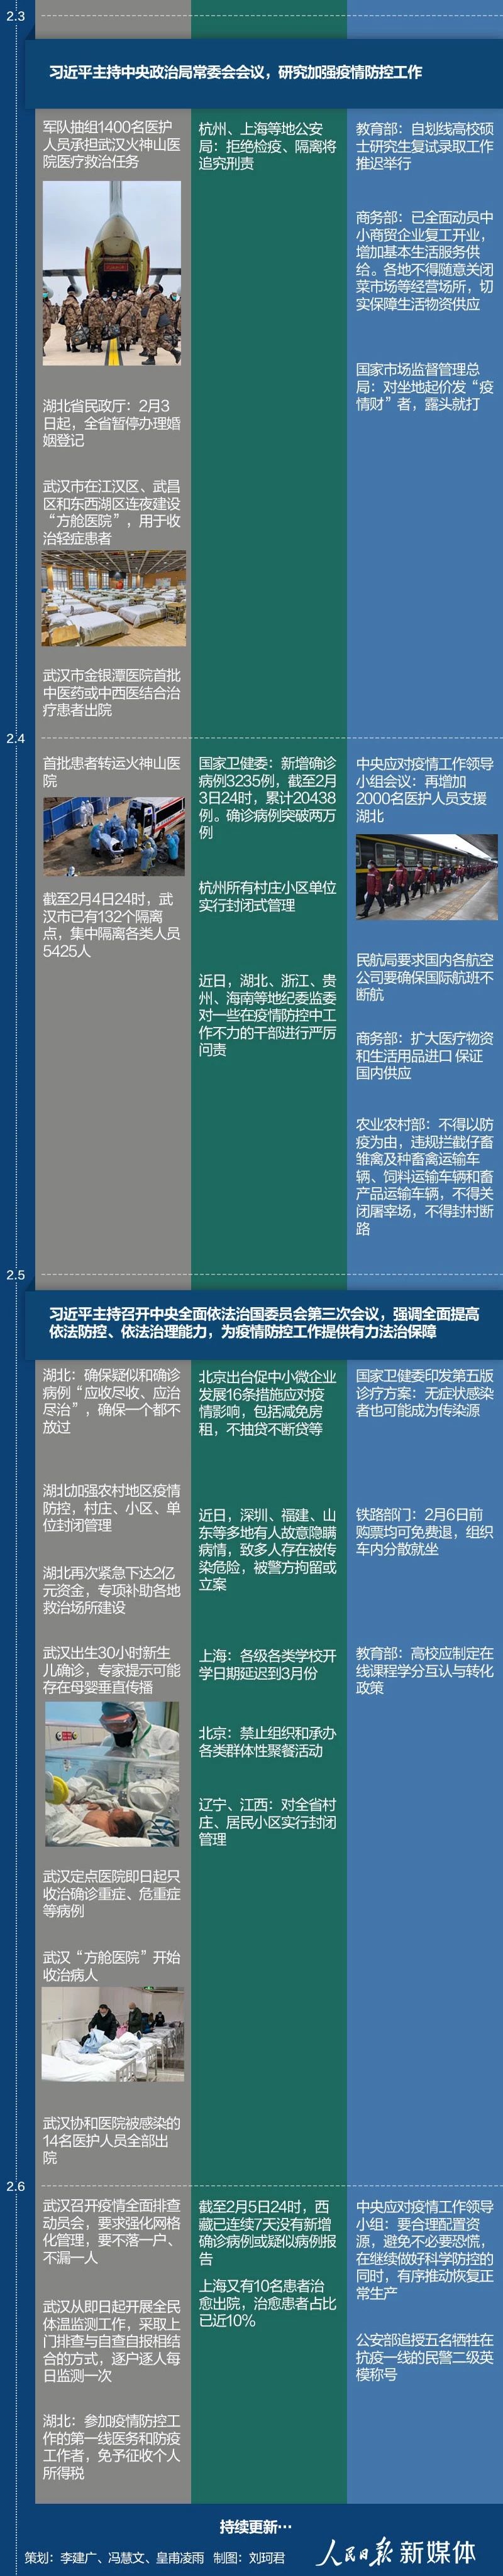 2.3
习近平主持中央政治局常委会会议，研究加强疫情防控工作
军队抽组1400名医护
人员承担武汉火神山医
院医疗救治任务
湖北省民政厅：2月3
日起，全省暂停办理婚
姻登记
武汉市在江汉区、武昌
区和东西湖区连夜建设
“方舱医院”，用于收
治轻症患者
武汉市金银潭医院首批
中医药或中西医结合治
疗患者出院
杭州、上海等地公安
局：拒绝检疫、隔离将
追究刑责
教育部：自划线高校硕
士研究生复试录取工作
推迟举行
商务部：已全面动员中
小商贸企业复工开业，
增加基本生活服务供
给。各地不得随意关闭
菜市场等经营场所，切
实保障生活物资供应
国家市场监督管理总
局：对坐地起价发“疫
情财”者，露头就打
2.4
首批患者转运火神山医
院
截至2月4日24时，武
汉市已有132个隔离
点，集中隔离各类人员
5425人
国家卫健委：新增确诊
病例3235例，截至2月
3日24时，累计20438
例。确诊病例突破两万
例
杭州所有村庄小区单位
实行封闭式管理
近日，湖北、浙江、贵
州、海南等地纪委监委
对一些在疫情防控中工
作不力的干部进行严厉
问责
中央应对疫情工作领导
小组会议：再增加
2000名医护人员支援
湖北
民航局要求国内各航空
公司要确保国际航班不
断航
商务部：扩大医疗物资
和生活用品进口 保证
国内供应
农业农村部：不得以防
疫为由，违规拦截仔畜
雏禽及种畜禽运输车
辆、饲料运输车辆和畜
产品运输车辆，不得关
闭屠宰场，不得封村断
路
2.5
习近平主持召开中央全面依法治国委员会第三次会议，强调全面提高
依法防控、依法治理能力，为疫情防控工作提供有力法治保障
湖北：确保疑似和确诊
病例“应收尽收、应治
尽治”，确保一个都不
放过
湖北加强农村地区疫情
防控，村庄、小区、单
位封闭管理
湖北再次紧急下达2亿
元资金，专项补助各地
救治场所建设
武汉出生30小时新生
儿确诊，专家提示可能
存在母婴垂直传播
武汉定点医院即日起只
收治确诊重症、危重症
等病例
武汉“方舱医院”开始
收治病人
武汉协和医院被感染的
14名医护人员全部出
院
北京出台促中小微企业
发展16条措施应对疫
情影响，包括减免房
租，不抽贷不断贷等
近日，深圳、福建、山
东等多地有人故意隐瞒
病情，致多人存在被传
染危险，被警方拘留或
立案
上海：各级各类学校开
学日期延迟到3月份
北京：禁止组织和承办
各类群体性聚餐活动
辽宁、江西：对全省村
庄、居民小区实行封闭
管理
国家卫健委印发第五版
诊疗方案：无症状感染
者也可能成为传染源
铁路部门：2月6日前
购票均可免费退，组织
车内分散就坐
教育部：高校应制定在
线课程学分互认与转化
政策
2.6
武汉召开疫情全面排查
动员会，要求强化网格
化管理，要不落一户、
不漏一人
武汉从即日起开展全民
体温监测工作，采取上
门排查与自查自报相结
合的方式，逐户逐人每
日监测一次
湖北：参加疫情防控工
作的第一线医务和防疫
工作者，免予征收个人
所得税
截至2月5日24时，西
藏已连续7天没有新增
确诊病例或疑似病例报
告
上海又有10名患者治
愈出院，治愈患者占比
已近10%
中央应对疫情工作领导
小组：要合理配置资
源，避免不必要恐慌，
在继续做好科学防控的
同时，有序推动恢复正
常生产
公安部追授五名牺牲在
抗疫一线的民警二级英
模称号
持续更新…
策划：李建广、冯慧文、皇甫凌雨 制图：刘珂君
人民日报 新媒体